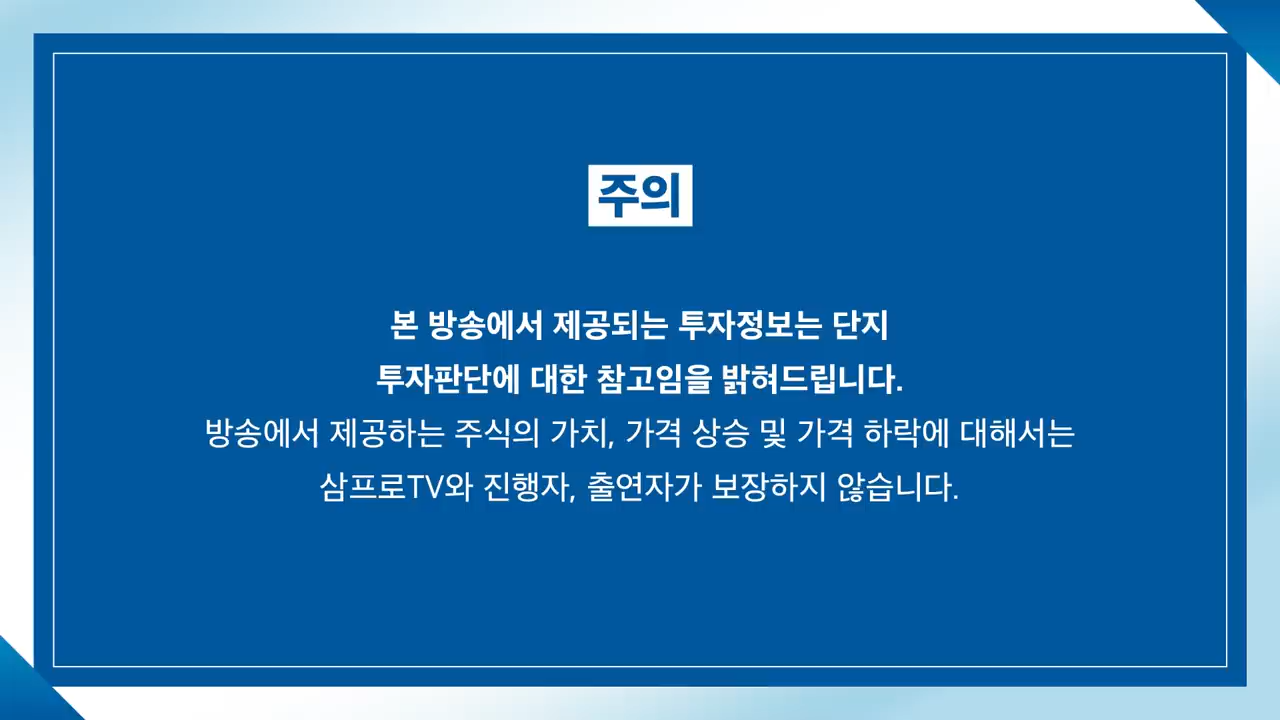 주의
본 방송에서 제공되는 투자정보는 단지
투자판단에 대한 참고임을 밝혀드립니다.
방송에서 제공하는 주식의 가치, 가격 상승 및 가격 하락에 대해서는
삼프로TV와 진행자, 출연자가 보장하지 않습니다.